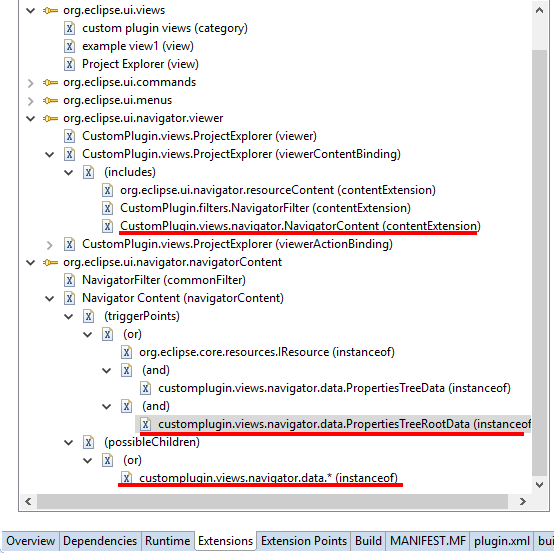 org.eclipse.ui.views
custom plugin views (category)
example view1 (view)
Project Explorer (view)
org.eclipse.ui.commands
org.eclipse.ui.menus
org.eclipse.ui.navigator.viewer
CustomPlugin.views.ProjectExplorer (viewer)
CustomPlugin.views.ProjectExplorer (viewerContentBinding)
(includes)
org.eclipse.ui.navigator.resourceContent (contentExtension)
CustomPlugin.filters.NavigatorFilter (contentExtension)
CustomPlugin.views.navigator.NavigatorContent (contentExtension)
CustomPlugin.views.ProjectExplorer (viewerActionBinding)
org.eclipse.ui.navigator.navigatorContent
NavigatorFilter (commonFilter)
Navigator Content (navigatorContent)
(triggerPoints)
(or)
org.eclipse.core.resources.IResource (instanceof)
(and)
customplugin.views.navigator.data.PropertiesTreeData (instanceof)
(and)
customplugin.views.navigator.data.PropertiesTreeRootData (instanceof
(possibleChildren)
(or)
customplugin.views.navigator.data.* (instanceof)
Overview Dependencies Runtime Extensions Extension Points Build MANIFEST.MF plugin.xml bui